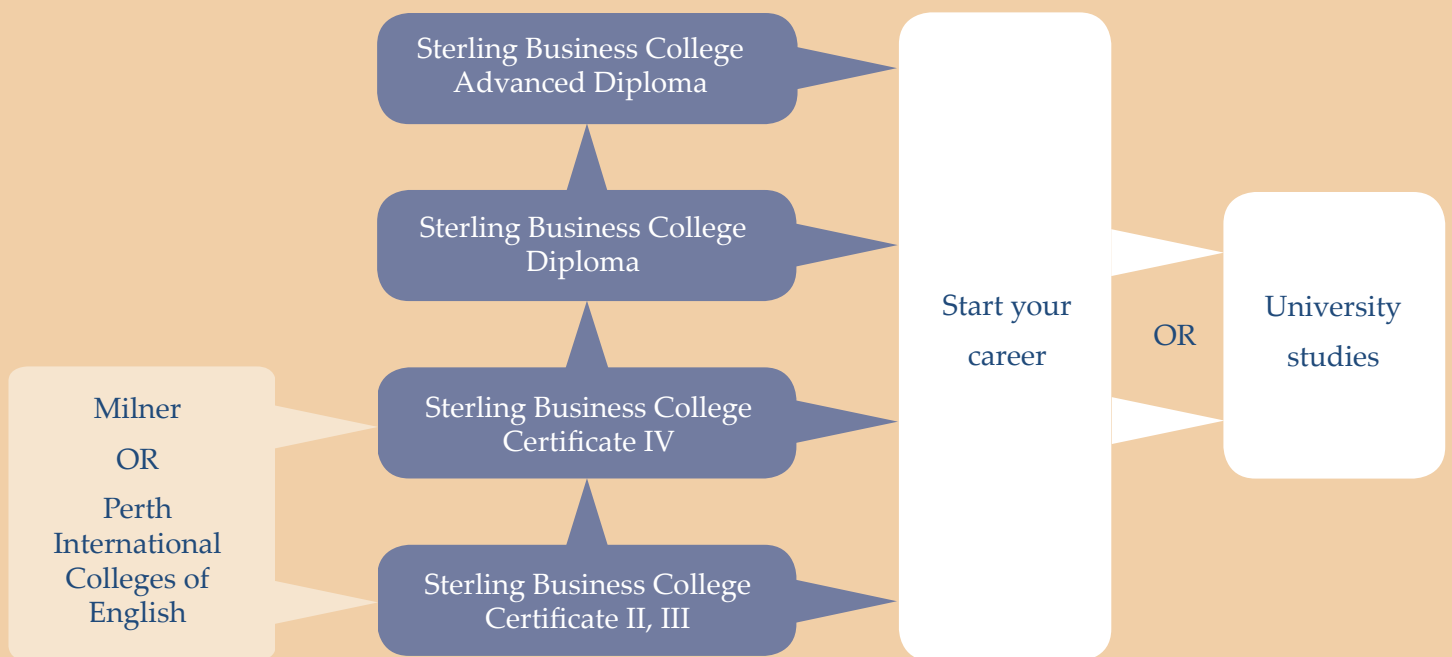 Sterling Business College
Advanced Diploma
Sterling Business College
Diploma
Sterling Business College
Certificate IV
Sterling Business College
Certificate II, III
Milner
OR
Perth
International
Colleges of
English
Start your
career
OR
University
studies